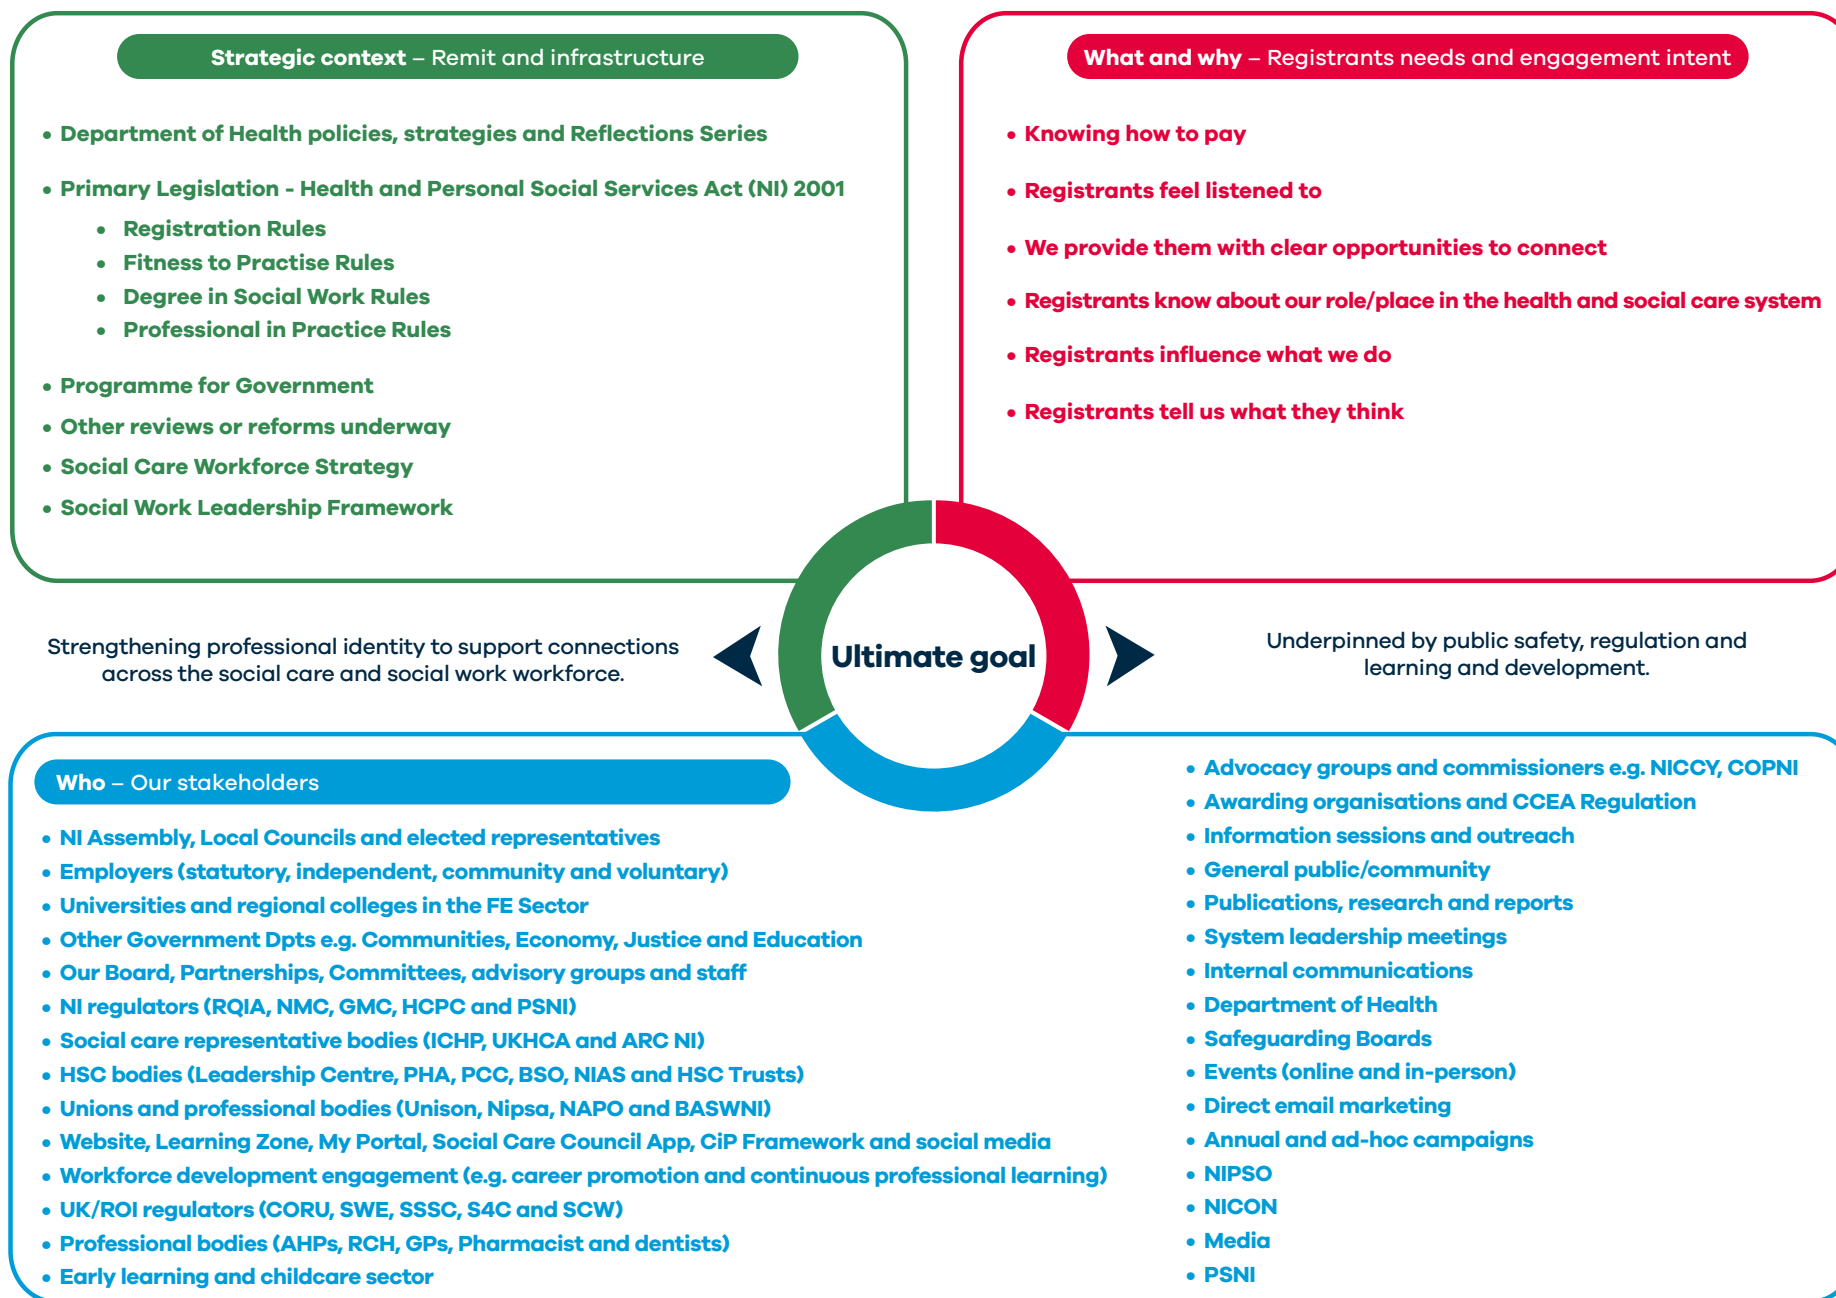 Strategic context – Remit and infrastructure
• Department of Health policies, strategies and Reflections Series
• Primary Legislation - Health and Personal Social Services Act (NI) 2001
• Registration Rules
• Fitness to Practise Rules
• Degree in Social Work Rules
• Professional in Practice Rules
• Programme for Government
• Other reviews or reforms underway
• Social Care Workforce Strategy
• Social Work Leadership Framework
What and why – Registrants needs and engagement intent
• Knowing how to pay
• Registrants feel listened to
• We provide them with clear opportunities to connect
• Registrants know about our role/place in the health and social care system
• Registrants influence what we do
• Registrants tell us what they think
Strengthening professional identity to support connections
across the social care and social work workforce.
Ultimate goal
Underpinned by public safety, regulation and
learning and development.
Who – Our stakeholders
• NI Assembly, Local Councils and elected representatives
• Employers (statutory, independent, community and voluntary)
• Universities and regional colleges in the FE Sector
• Other Government Dpts e.g. Communities, Economy, Justice and Education
• Our Board, Partnerships, Committees, advisory groups and staff
• NI regulators (RQIA, NMC, GMC, HCPC and PSNI)
• Social care representative bodies (ICHP, UKHCA and ARC NI)
• HSC bodies (Leadership Centre, PHA, PCC, BSO, NIAS and HSC Trusts)
• Unions and professional bodies (Unison, Nipsa, NAPO and BASWNI)
• Website, Learning Zone, My Portal, Social Care Council App, CiP Framework and social media
• Workforce development engagement (e.g. career promotion and continuous professional learning)
• UK/ROI regulators (CORU, SWE, SSSC, S4C and SCW)
• Professional bodies (AHPs, RCH, GPs, Pharmacist and dentists)
• Early learning and childcare sector
• Advocacy groups and commissioners e.g. NICCY, COPNI
• Awarding organisations and CCEA Regulation
• Information sessions and outreach
• General public/community
• Publications, research and reports
• System leadership meetings
• Internal communications
• Department of Health
• Safeguarding Boards
• Events (online and in-person)
• Direct email marketing
• Annual and ad-hoc campaigns
• NIPSO
• NICON
• Media
• PSNI